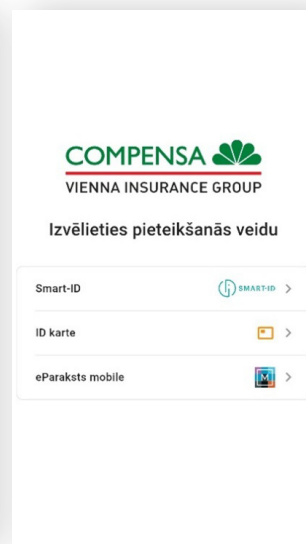 COMPENSA
VIENNA INSURANCE GROUP
Izvēlieties pieteikšanās veidu
Smart-ID SMART-ID
ID karte
eParaksts mobile M